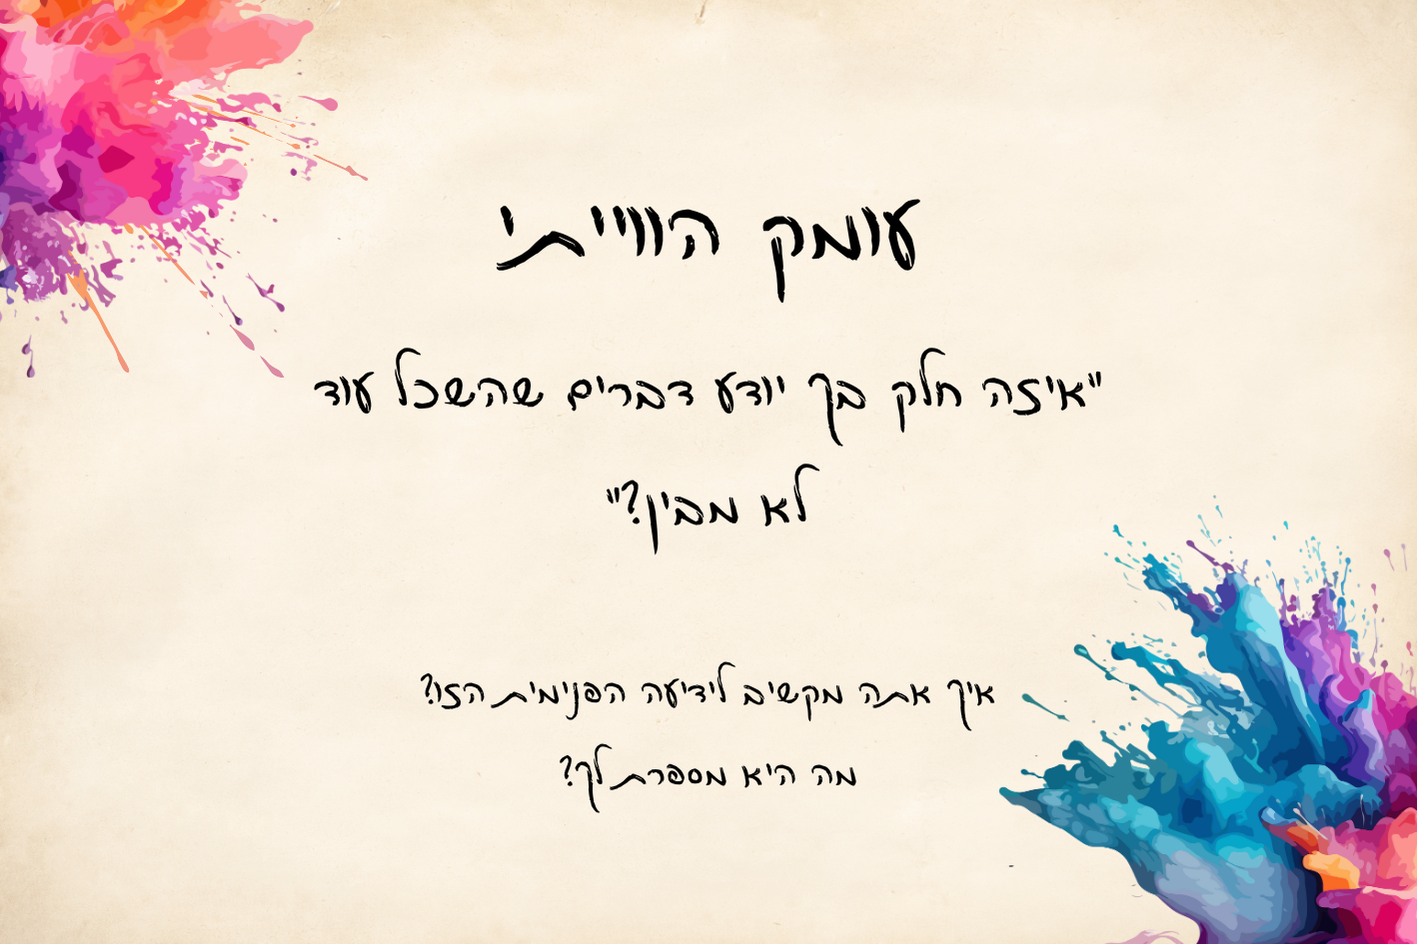 עומק הווייתי
"איזה חלק בך יודע דברים שהשכל עוד
לא מבין?"
איך אתה מקשיב לידיעה הפנימית הזו?
מה היא מספרת לך?